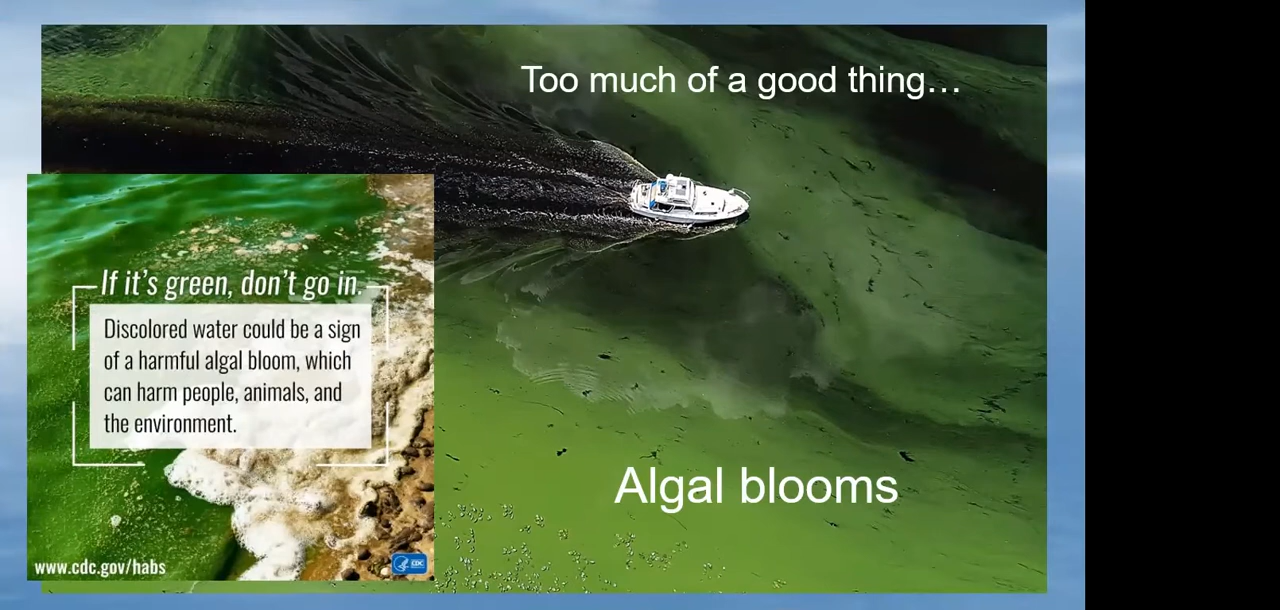 Too much of a good thing…
If it's green, don't go in.
Discolored water could be a sign
of a harmful algal bloom, which
can harm people, animals, and
the environment.
Algal blooms
www.cdc.gov/habs
CDC